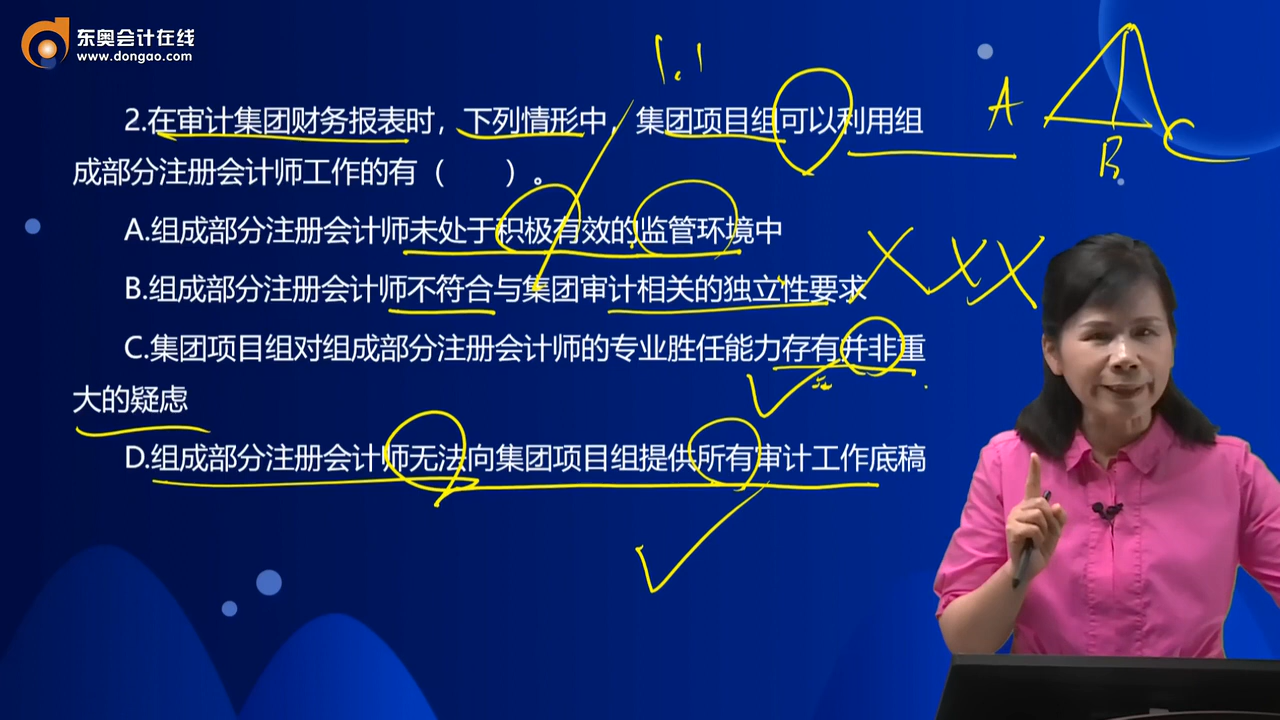 东奥会计在线
www.dongao.com
1.1
2.在审计集团财务报表时，下列情形中，集团项目组可以利用组
成部分注册会计师工作的有（　　）。
A
B
C
A.组成部分注册会计师未处于积极有效的监管环境中
B.组成部分注册会计师不符合与集团审计相关的独立性要求
C.集团项目组对组成部分注册会计师的专业胜任能力存有并非重
大的疑虑
D.组成部分注册会计师无法向集团项目组提供所有审计工作底稿